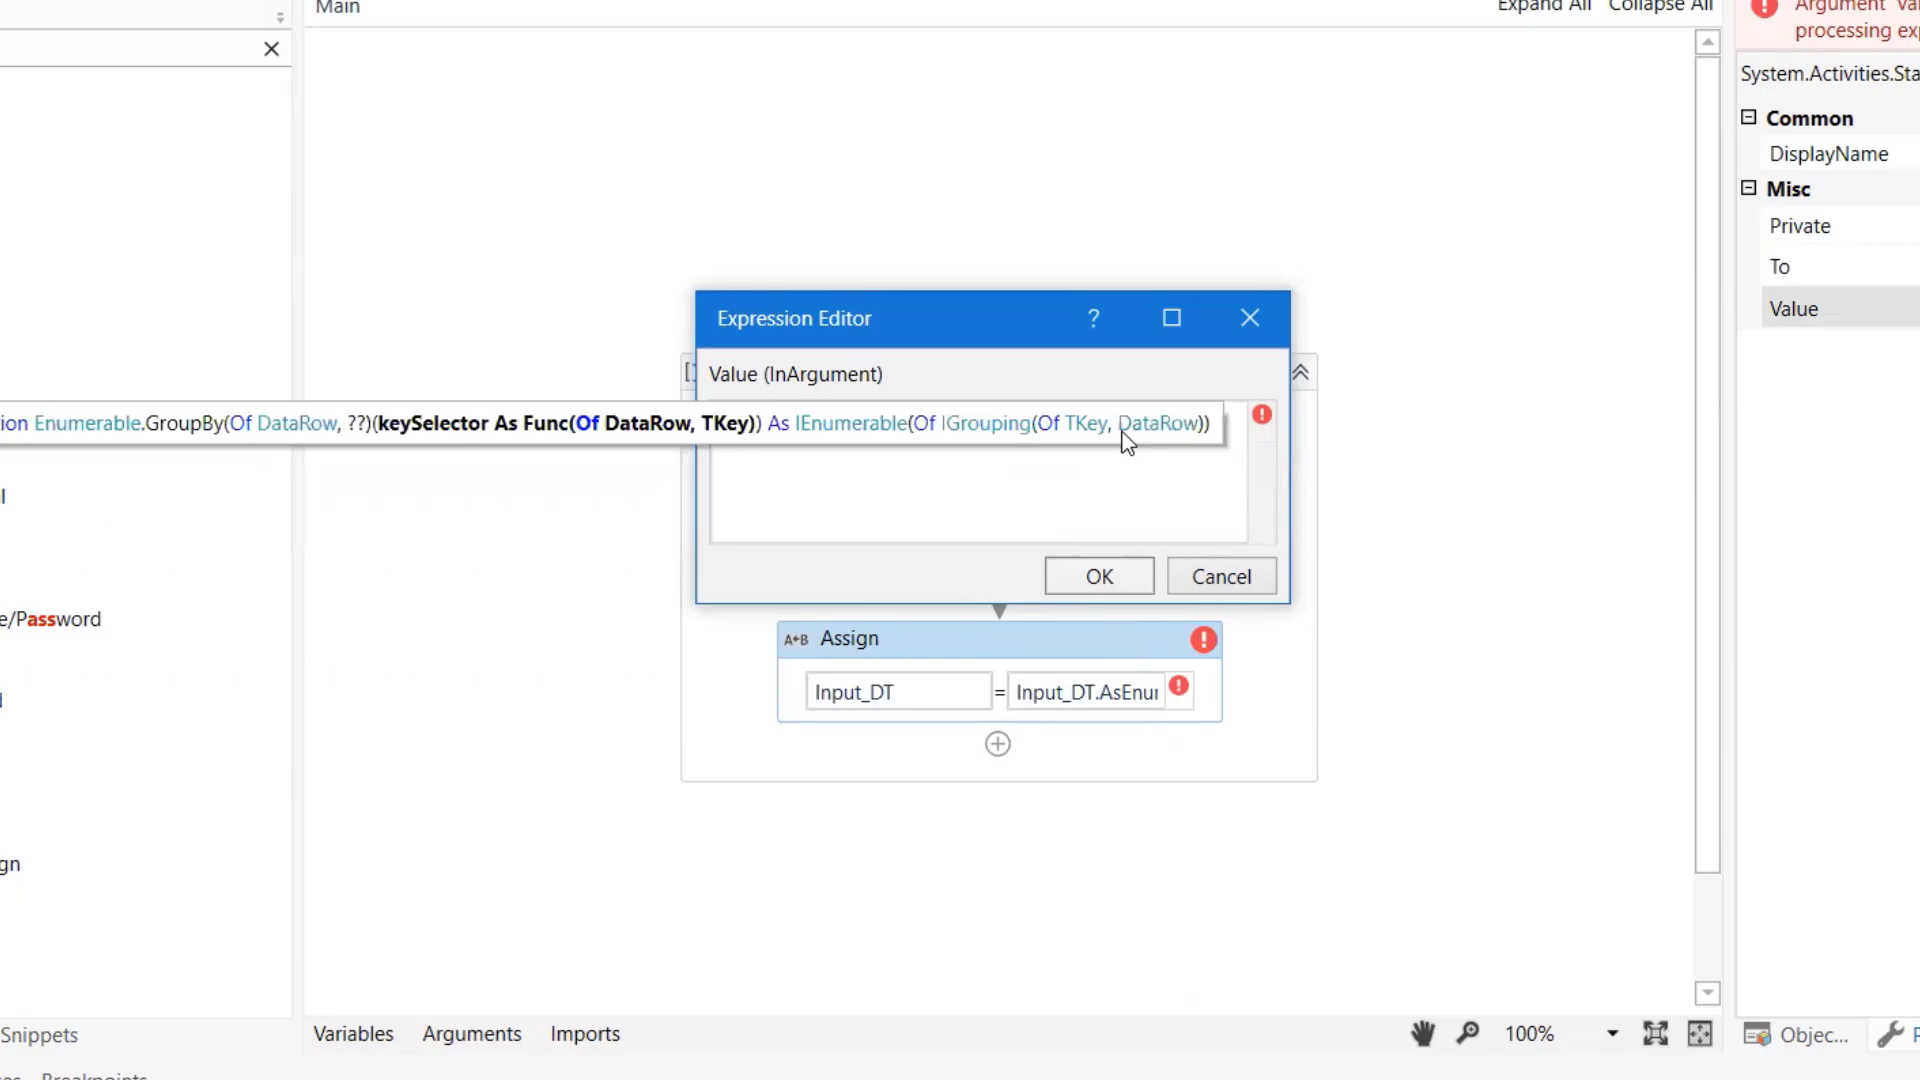 Main
Expand All Collapse All
Argument
processing
System.Activities.Sta
Common
DisplayName
Misc
Private
To
Value
Expression Editor
?
Value (InArgument)
tion Enumerable.GroupBy(Of DataRow, ??)(keySelector As Func(Of DataRow, TKey)) As IEnumerable(Of IGrouping(Of TKey, DataRow))
OK Cancel
e/Password
A+B Assign
Input_DT = Input_DT.AsEnu
gn
Variables Arguments Imports
100%
Objec...
Snippets
Breakpoints